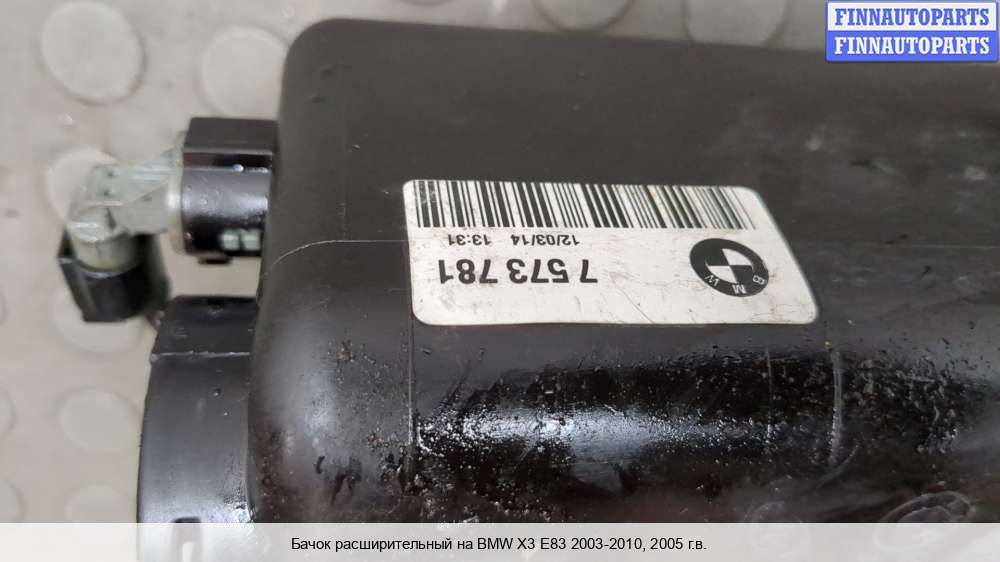 FINNAUTOPARTS
FINNAUTOPARTS
7 573 781
12/03/14 13:31
BMW
Бачок расширительный на BMW X3 E83 2003-2010, 2005 г.в.